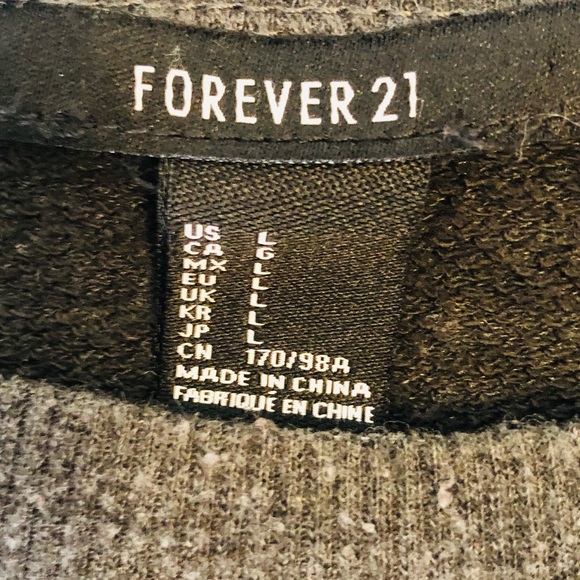 FOREVER 21
US L
CA G
MX L
EU L
UK L
KR L
JP L
CN 170/98A
MADE IN CHINA
FABRIQUÉ EN CHINE